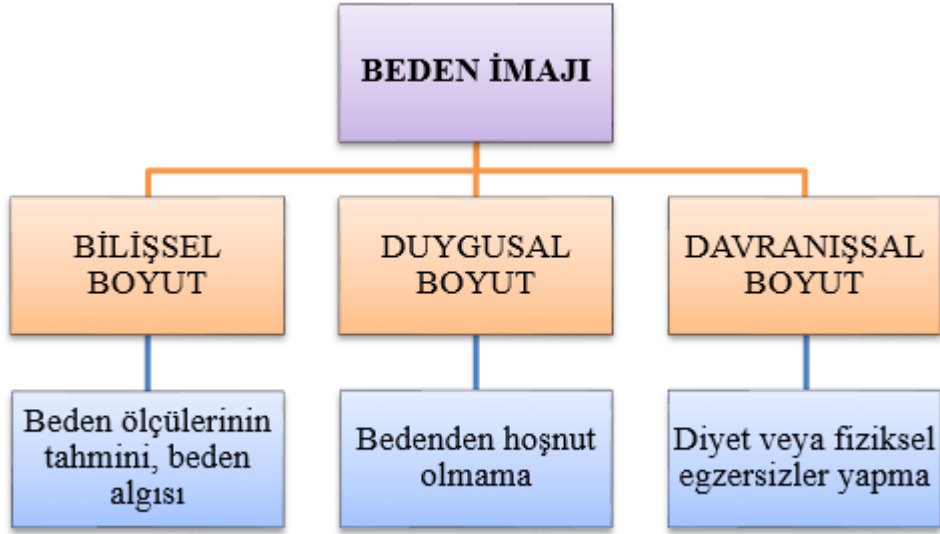 BEDEN İMAJI
BİLİŞSEL
BOYUT
DUYGUSAL
BOYUT
DAVRANIŞSAL
BOYUT
Beden ölçülerinin
tahmini, beden
algısı
Bedenden hoşnut
olmama
Diyet veya fiziksel
egzersizler yapma